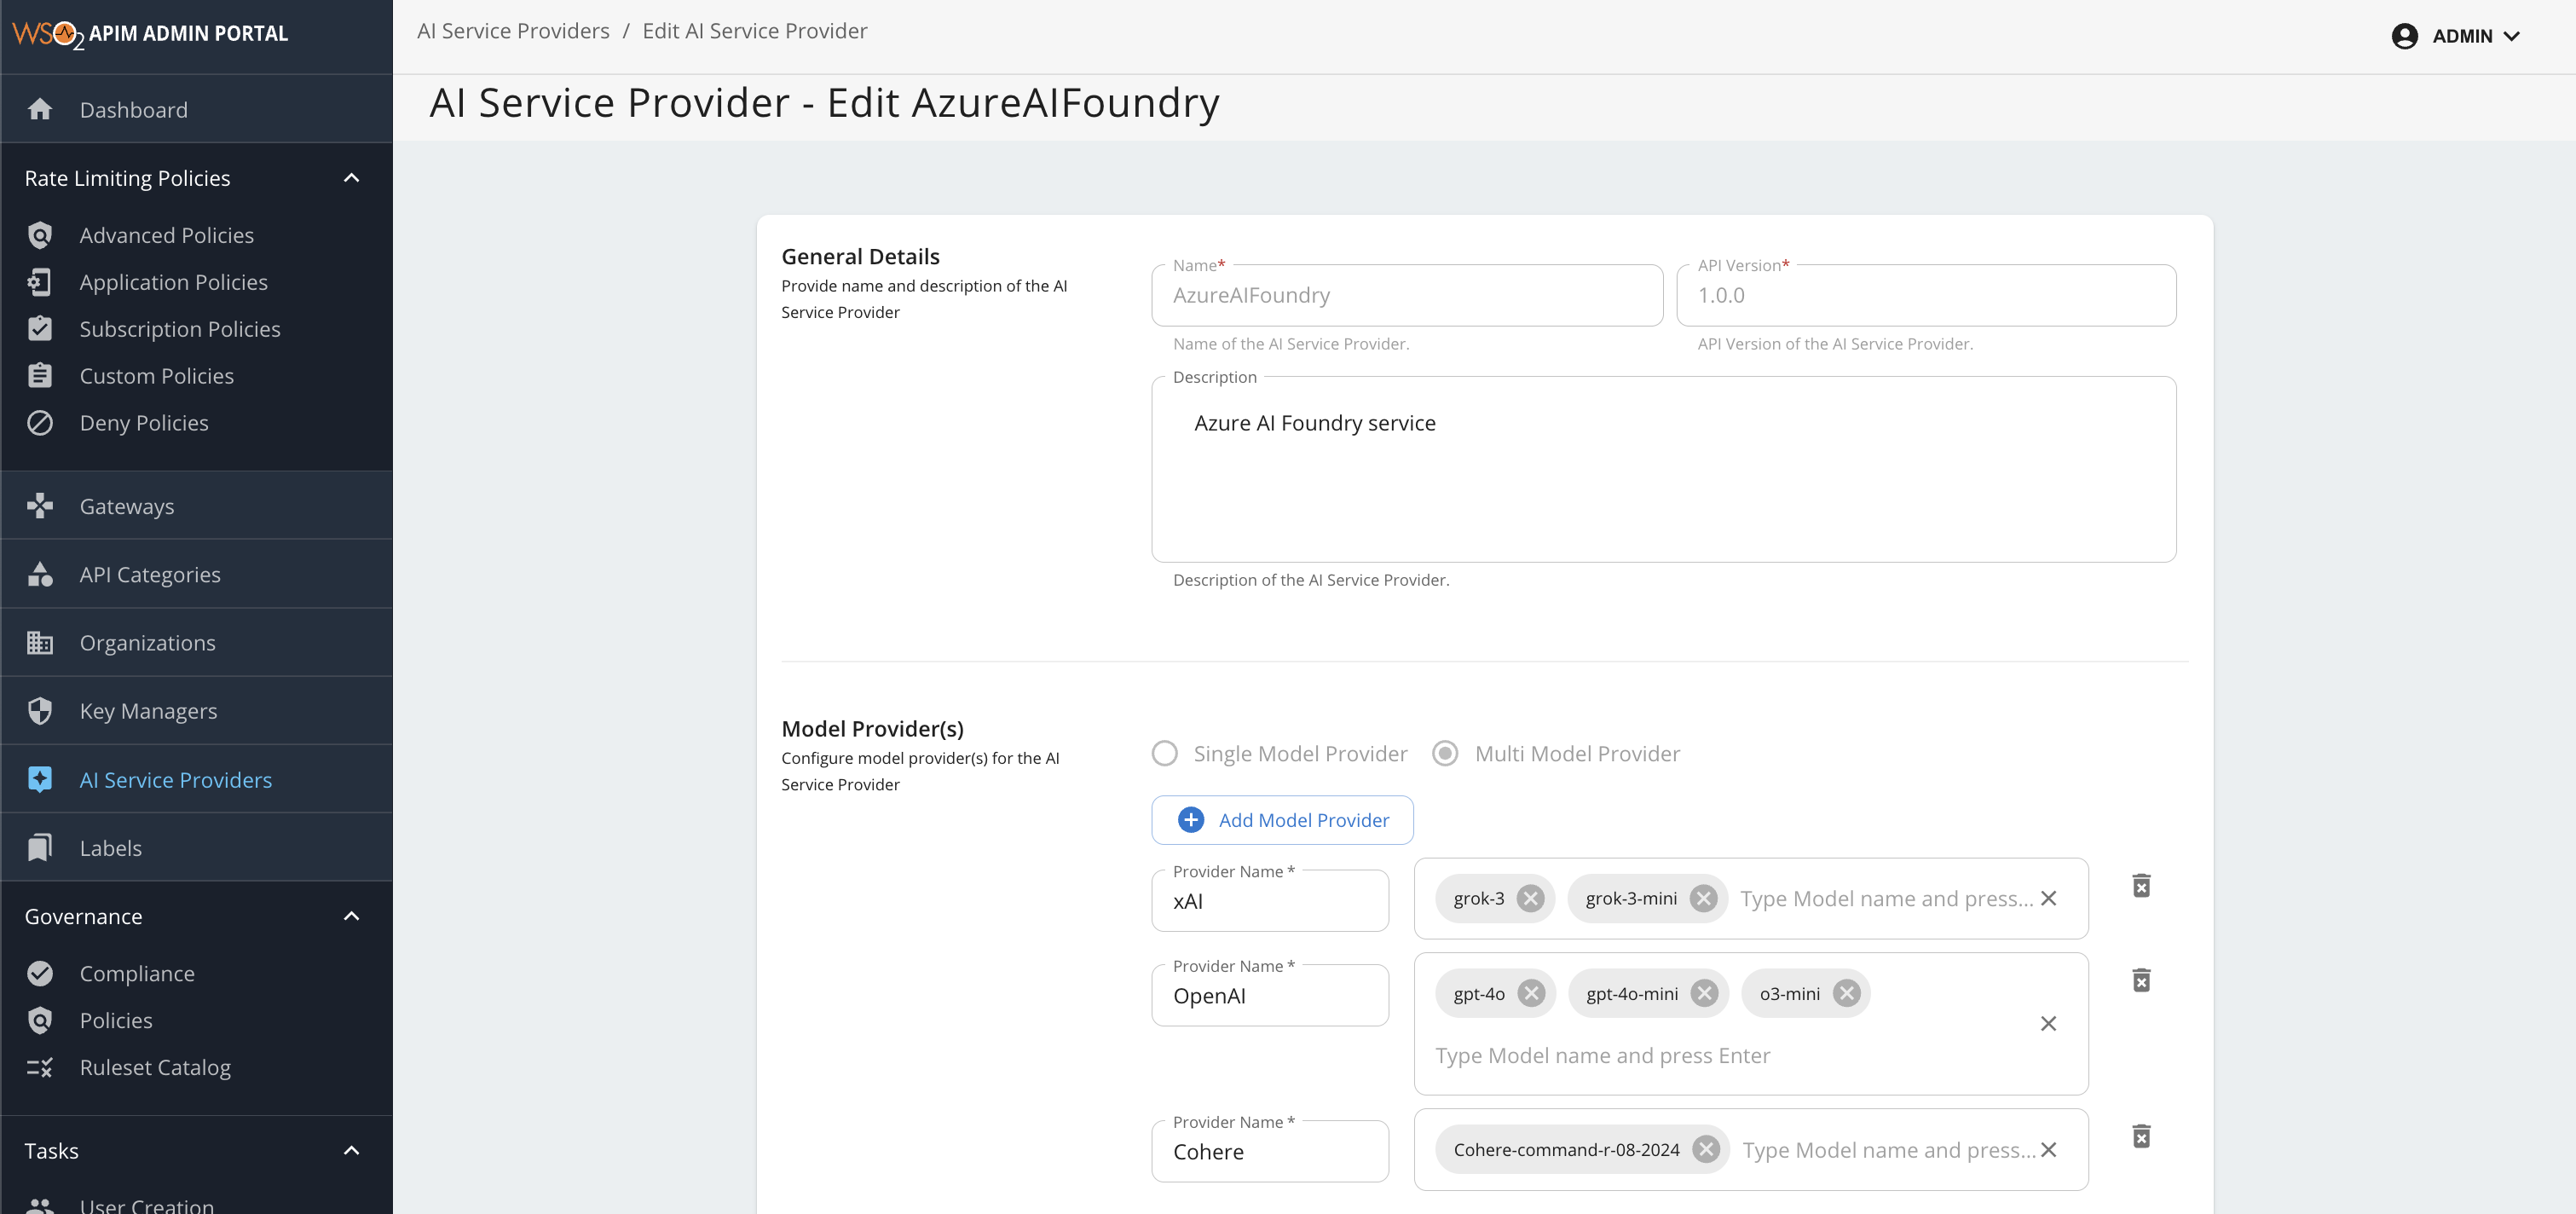 WSO2 APIM ADMIN PORTAL
AI Service Providers / Edit AI Service Provider
ADMIN
AI Service Provider - Edit AzureAIFoundry
Dashboard
Rate Limiting Policies
Advanced Policies
Application Policies
Subscription Policies
Custom Policies
Deny Policies
Gateways
API Categories
Organizations
Key Managers
AI Service Providers
Labels
Governance
Compliance
Policies
Ruleset Catalog
Tasks
User Creation
General Details
Provide name and description of the AI
Service Provider
Name*
AzureAIFoundry
Name of the AI Service Provider.
API Version*
1.0.0
API Version of the AI Service Provider.
Description
Azure AI Foundry service
Description of the AI Service Provider.
Model Provider(s)
Configure model provider(s) for the AI
Service Provider
Single Model Provider
Multi Model Provider
Add Model Provider
Provider Name *
xAI
grok-3 grok-3-mini Type Model name and press...
Provider Name *
OpenAI
gpt-4o gpt-4o-mini o3-mini
Type Model name and press Enter
Provider Name *
Cohere
Cohere-command-r-08-2024 Type Model name and press...